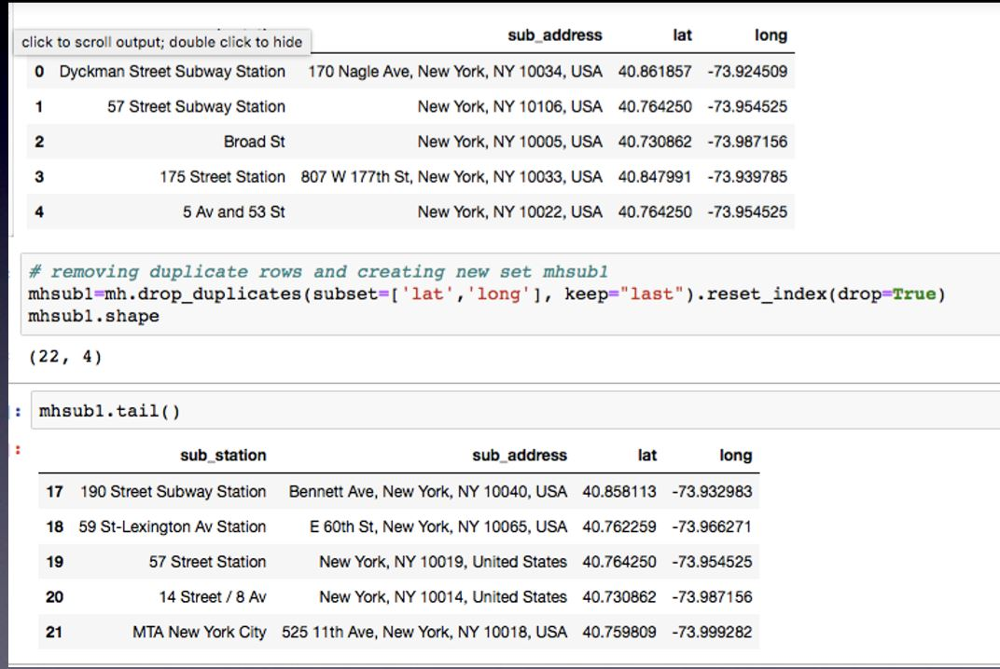 sub_address lat long
click to scroll output; double click to hide
0 Dyckman Street Subway Station 170 Nagle Ave, New York, NY 10034, USA 40.861857 -73.924509
1 57 Street Subway Station New York, NY 10106, USA 40.764250 -73.954525
2 Broad St New York, NY 10005, USA 40.730862 -73.987156
3 175 Street Station 807 W 177th St, New York, NY 10033, USA 40.847991 -73.939785
4 5 Av and 53 St New York, NY 10022, USA 40.764250 -73.954525
# removing duplicate rows and creating new set mhsub1
mhsub1=mh.drop_duplicates(subset=['lat','long'], keep="last").reset_index(drop=True)
mhsub1.shape
(22, 4)
]: mhsub1.tail()
]:
sub_station sub_address lat long
17 190 Street Subway Station Bennett Ave, New York, NY 10040, USA 40.858113 -73.932983
18 59 St-Lexington Av Station E 60th St, New York, NY 10065, USA 40.762259 -73.966271
19 57 Street Station New York, NY 10019, United States 40.764250 -73.954525
20 14 Street / 8 Av New York, NY 10014, United States 40.730862 -73.987156
21 MTA New York City 525 11th Ave, New York, NY 10018, USA 40.759809 -73.999282